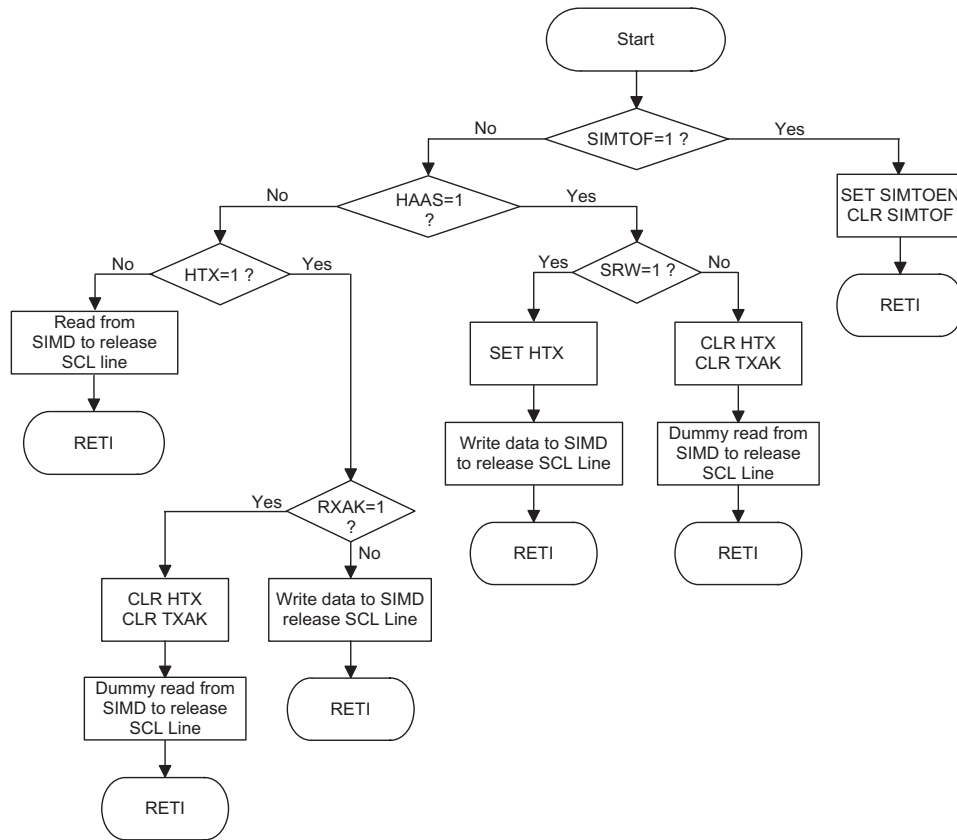 Start
No
SIMTOF=1 ?
Yes
No
HAAS=1
?
Yes
SET SIMTOEN
CLR SIMTOF
No
HTX=1 ?
Yes
Yes
SRW=1 ?
No
RETI
Read from
SIMD to release
SCL line
SET HTX
CLR HTX
CLR TXAK
RETI
Write data to SIMD
to release SCL Line
Dummy read from
SIMD to release
SCL Line
Yes
RXAK=1
?
No
RETI
RETI
CLR HTX
CLR TXAK
Write data to SIMD
release SCL Line
Dummy read from
SIMD to release
SCL Line
RETI
RETI